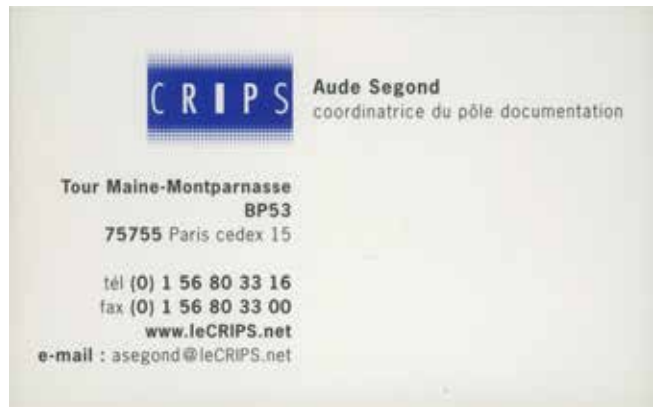 CRIPS
Aude Segond
coordinatrice du pôle documentation
Tour Maine-Montparnasse
BP53
75755 Paris cedex 15
tél (0) 1 56 80 33 16
fax (0) 1 56 80 33 00
www.leCRIPS.net
e-mail : asegond@leCRIPS.net